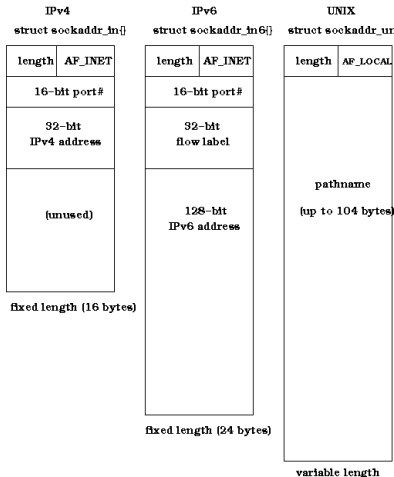 IPv4
struct sockaddr_in{}
length
AF_INET
16-bit port#
32-bit
IPv4 address
(unused)
fixed length (16 bytes)
IPv6
struct sockaddr_in6{}
length
AF_INET
16-bit port#
32-bit
flow label
128-bit
IPv6 address
fixed length (24 bytes)
UNIX
struct sockaddr_un
length
AF_LOCAL
pathname
(up to 104 bytes)
variable length